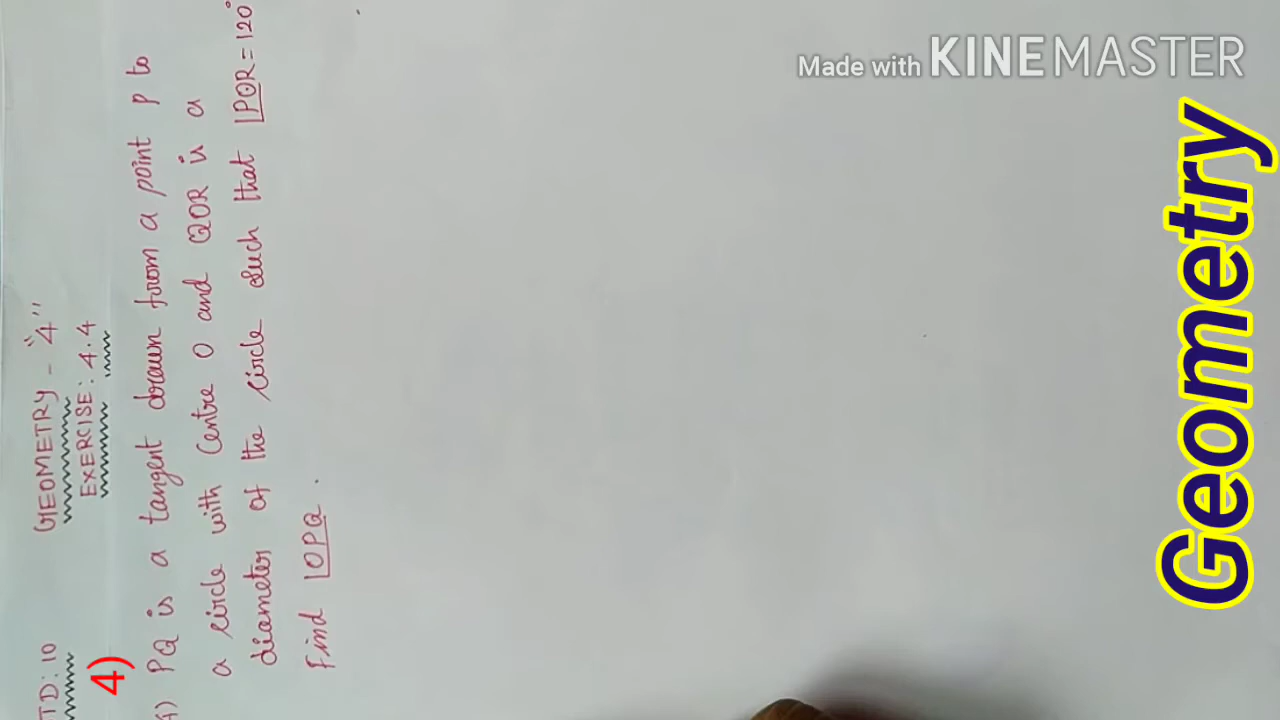 TD: 10 GEOMETRY - "4"
EXERCISE: 4.4
4)
4) PQ is a tangent drawn from a point P to
a circle with Centre O and QOR is a
diameter of the circle such that ∟POR = 120°
Find ∟OPQ.
Made with KINEMASTER
Geometry